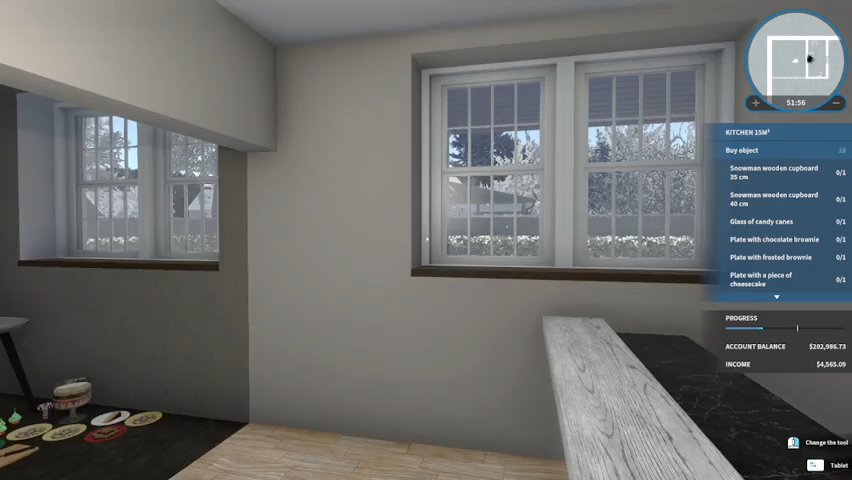 51:56
KITCHEN 15M²
Buy object 18
Snowman wooden cupboard
35 cm 0/1
Snowman wooden cupboard
40 cm 0/1
Glass of candy canes 0/1
Plate with chocolate brownie 0/1
Plate with frosted brownie 0/1
Plate with a piece of
cheesecake 0/1
PROGRESS
ACCOUNT BALANCE $202,986.73
INCOME $4,565.09
Change the tool
Tablet